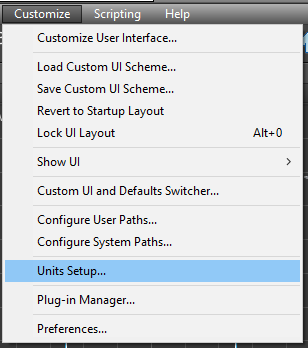 Customize Scripting Help
Customize User Interface...
Load Custom UI Scheme...
Save Custom UI Scheme...
Revert to Startup Layout
Lock UI Layout Alt+0
Show UI
Custom UI and Defaults Switcher...
Configure User Paths...
Configure System Paths...
Units Setup...
Plug-in Manager...
Preferences...